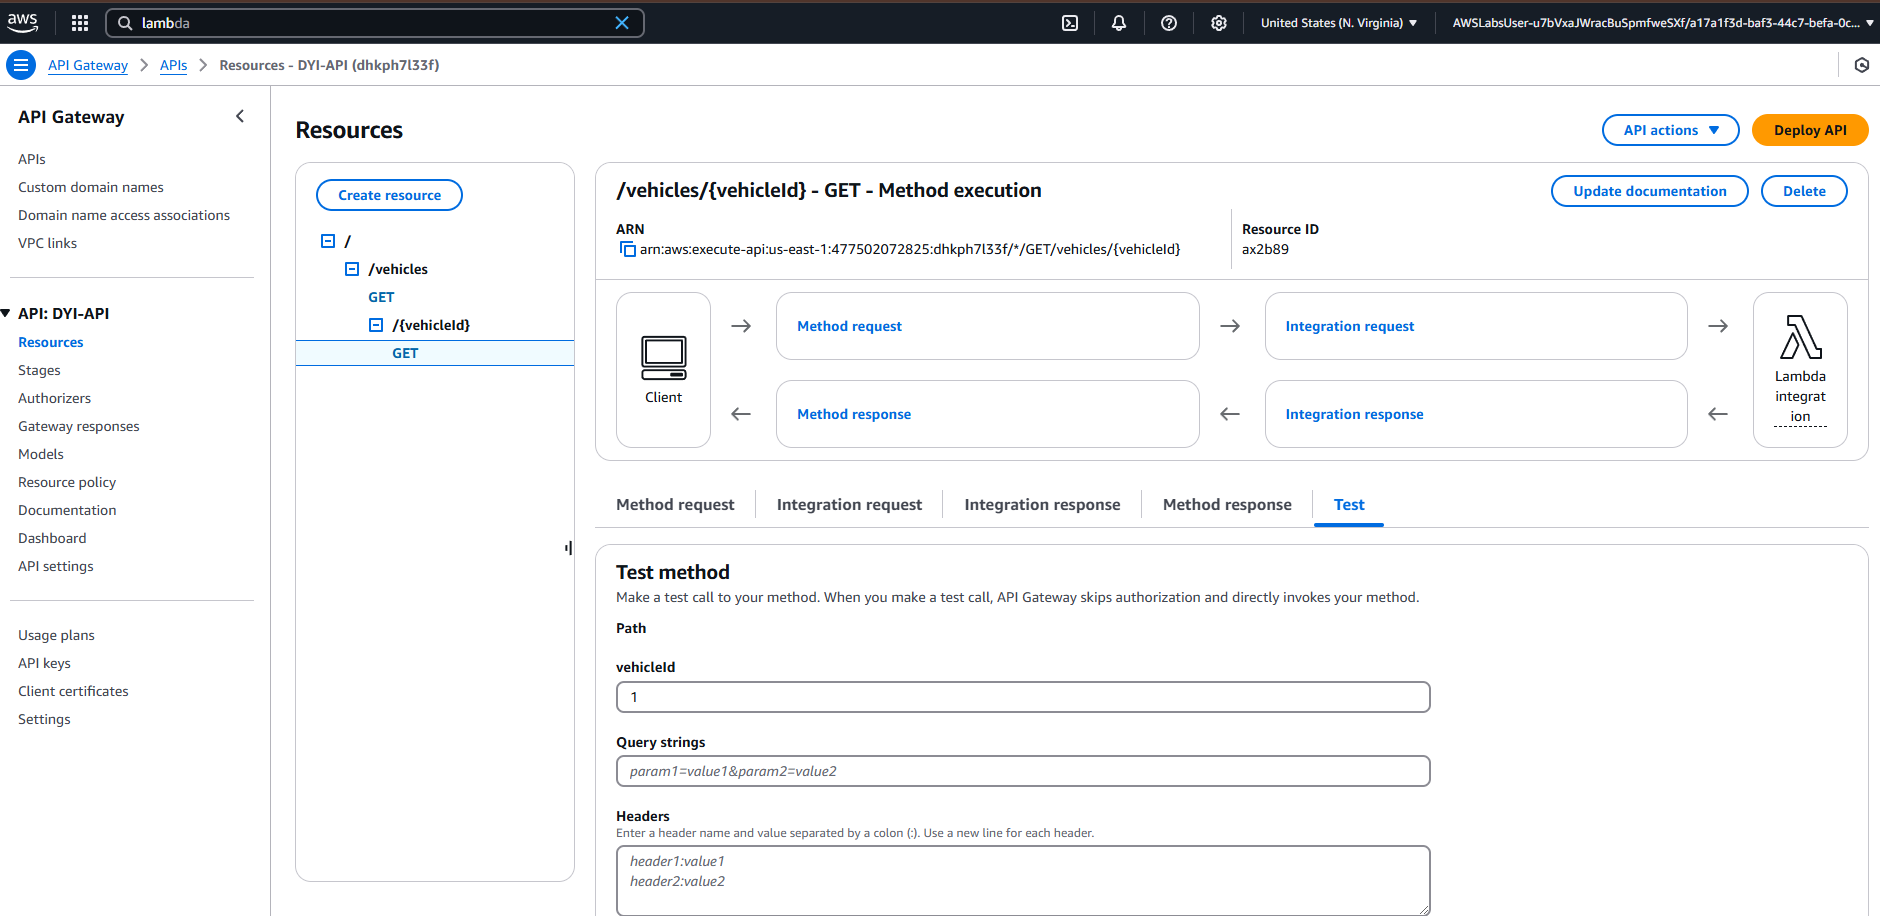 aws
lambda
United States (N. Virginia)
AWSLabsUser-u7bVxaJWracBuSpmfweSXf/a17a1f3d-baf3-44c7-befa-0c...
API Gateway
APIs
Resources - DYI-API (dhkph7l33f)
API Gateway
APIs
Custom domain names
Domain name access associations
VPC links
API: DYI-API
Resources
Stages
Authorizers
Gateway responses
Models
Resource policy
Documentation
Dashboard
API settings
Usage plans
API keys
Client certificates
Settings
Resources
API actions
Deploy API
Create resource
/
/vehicles
GET
/{vehicleId}
GET
/vehicles/{vehicleId} - GET - Method execution
Update documentation
Delete
ARN
arn:aws:execute-api:us-east-1:477502072825:dhkph7l33f/*/GET/vehicles/{vehicleId}
Resource ID
ax2b89
Client
Method request
Integration request
Method response
Integration response
Lambda
integrat
ion
Method request
Integration request
Integration response
Method response
Test
Test method
Make a test call to your method. When you make a test call, API Gateway skips authorization and directly invokes your method.
Path
vehicleId
1
Query strings
param1=value1&param2=value2
Headers
Enter a header name and value separated by a colon (:). Use a new line for each header.
header1:value1
header2:value2